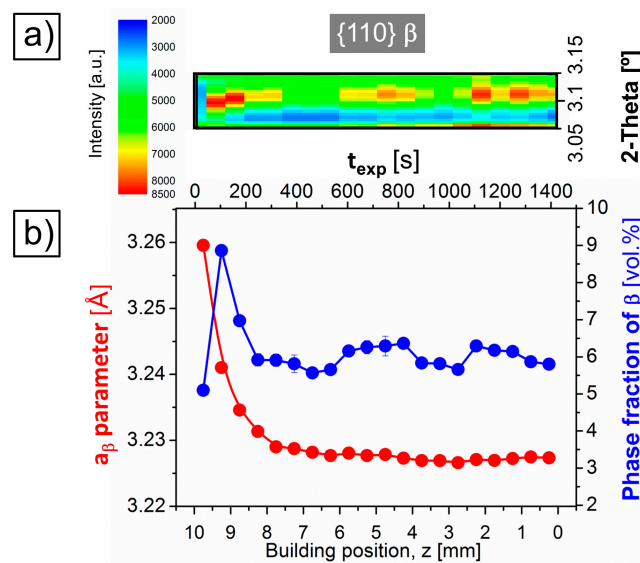 a)
Intensity [a.u.]
2000
3000
4000
5000
6000
7000
8000
8500
{110} β
3.15
3.1
3.05
2-Theta [º]
t_exp [s]
0 200 400 600 800 1000 1200 1400
b)
a_β parameter [Å]
3.26
3.25
3.24
3.23
3.22
10
9
8
7
6
5
4
3
2
Phase fraction of β [vol.%]
10 9 8 7 6 5 4 3 2 1 0
Building position, z [mm]